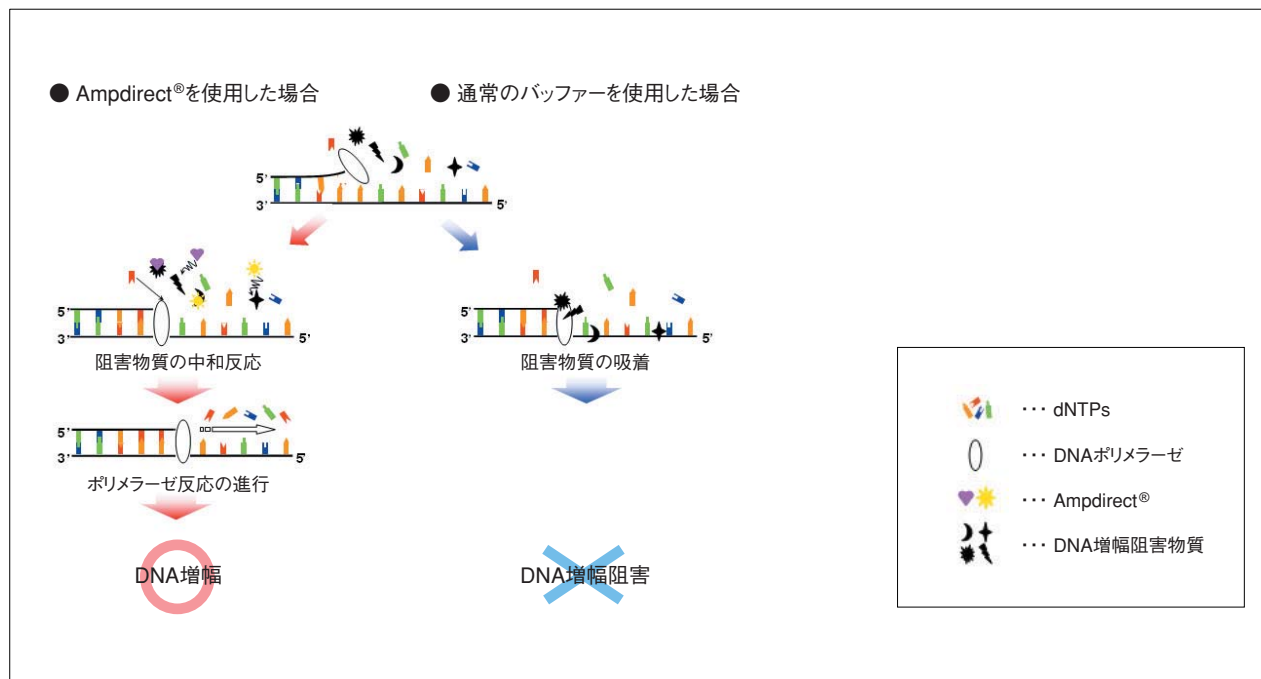 ● Ampdirect®を使用した場合
● 通常のバッファーを使用した場合
5'
3'
5'
5'
3'
5'
阻害物質の中和反応
5'
3'
5'
阻害物質の吸着
5'
3'
5'
ポリメラーゼ反応の進行
DNA増幅
DNA増幅阻害
… dNTPs
… DNAポリメラーゼ
… Ampdirect®
… DNA増幅阻害物質